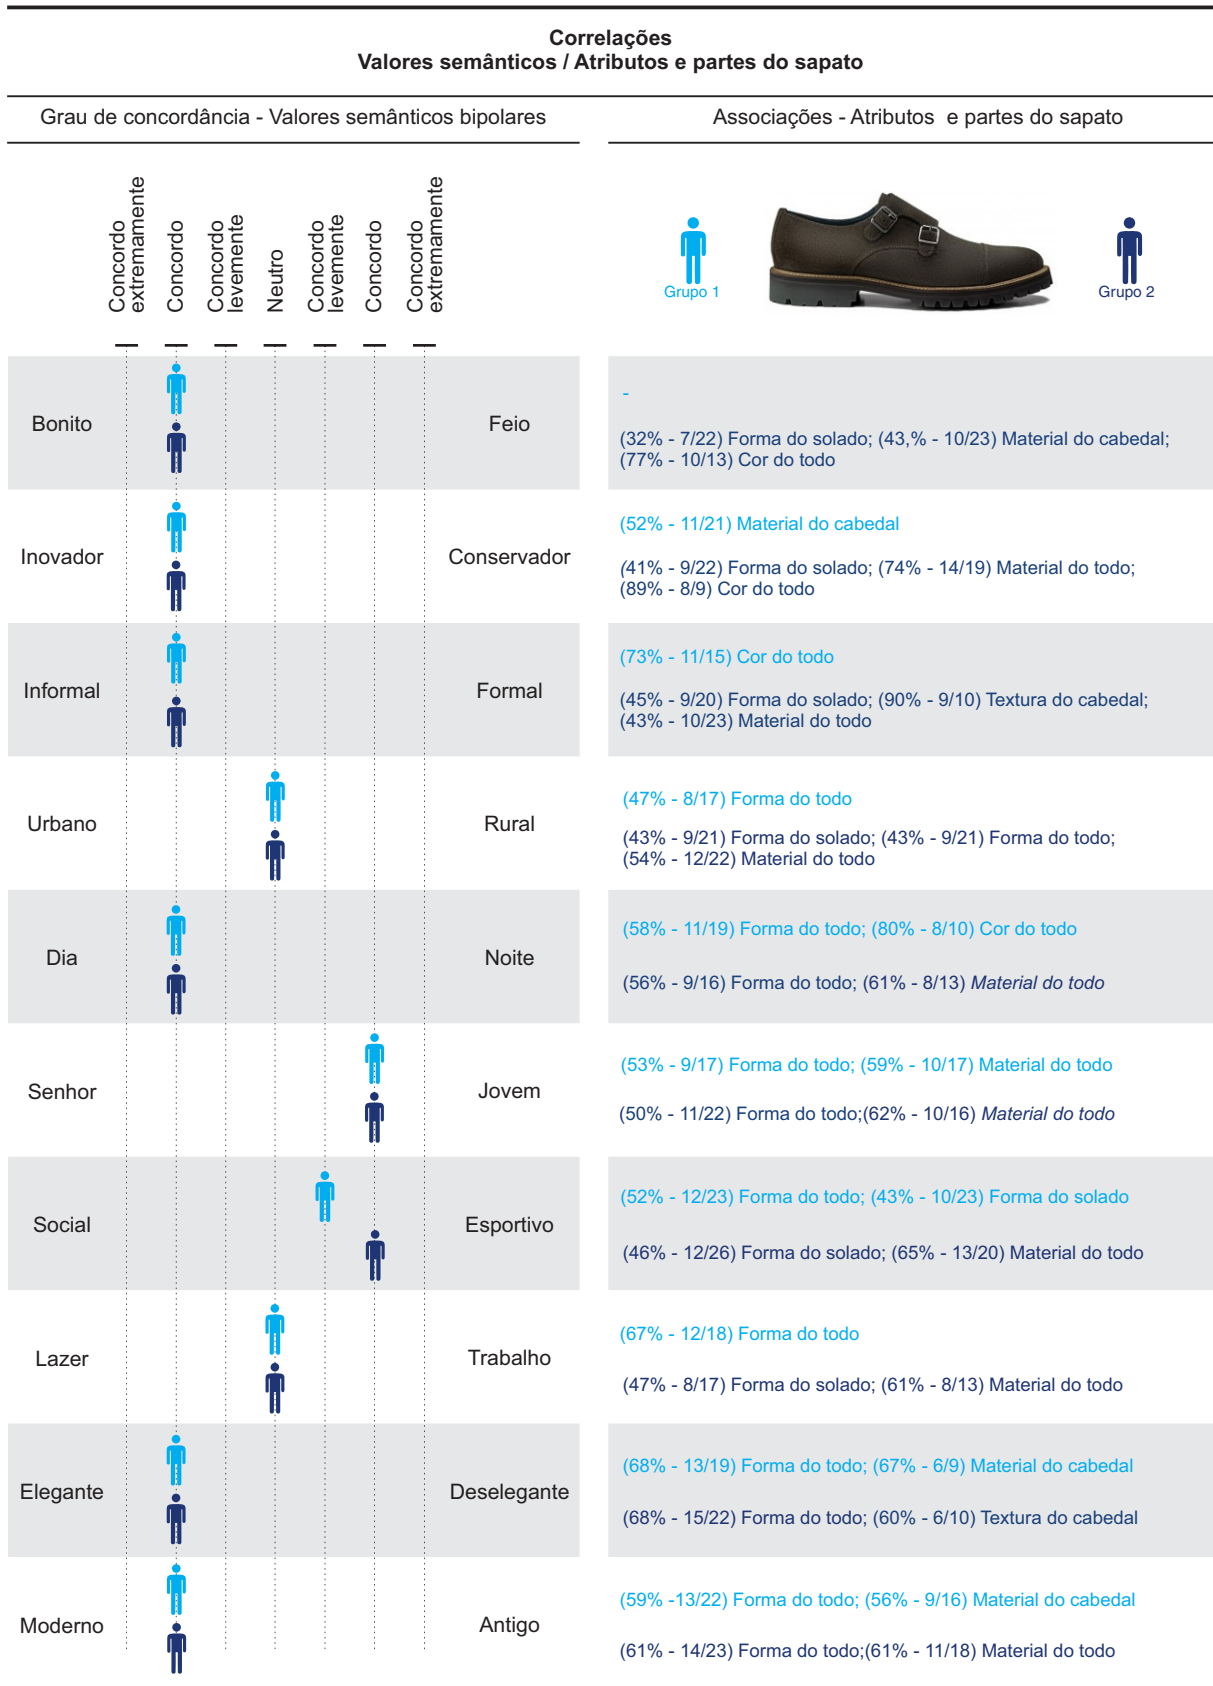 Correlações
Valores semânticos / Atributos e partes do sapato
Grau de concordância - Valores semânticos bipolares
Associações - Atributos e partes do sapato
Concordo extremamente
Concordo
Concordo levemente
Neutro
Concordo levemente
Concordo
Concordo extremamente
Grupo 1
Grupo 2
Bonito
Feio
-
(32% - 7/22) Forma do solado; (43,% - 10/23) Material do cabedal;
(77% - 10/13) Cor do todo
Inovador
Conservador
(52% - 11/21) Material do cabedal
(41% - 9/22) Forma do solado; (74% - 14/19) Material do todo;
(89% - 8/9) Cor do todo
Informal
Formal
(73% - 11/15) Cor do todo
(45% - 9/20) Forma do solado; (90% - 9/10) Textura do cabedal;
(43% - 10/23) Material do todo
Urbano
Rural
(47% - 8/17) Forma do todo
(43% - 9/21) Forma do solado; (43% - 9/21) Forma do todo;
(54% - 12/22) Material do todo
Dia
Noite
(58% - 11/19) Forma do todo; (80% - 8/10) Cor do todo
(56% - 9/16) Forma do todo; (61% - 8/13) Material do todo
Senhor
Jovem
(53% - 9/17) Forma do todo; (59% - 10/17) Material do todo
(50% - 11/22) Forma do todo;(62% - 10/16) Material do todo
Social
Esportivo
(52% - 12/23) Forma do todo; (43% - 10/23) Forma do solado
(46% - 12/26) Forma do solado; (65% - 13/20) Material do todo
Lazer
Trabalho
(67% - 12/18) Forma do todo
(47% - 8/17) Forma do solado; (61% - 8/13) Material do todo
Elegante
Deselegante
(68% - 13/19) Forma do todo; (67% - 6/9) Material do cabedal
(68% - 15/22) Forma do todo; (60% - 6/10) Textura do cabedal
Moderno
Antigo
(59% -13/22) Forma do todo; (56% - 9/16) Material do cabedal
(61% - 14/23) Forma do todo;(61% - 11/18) Material do todo